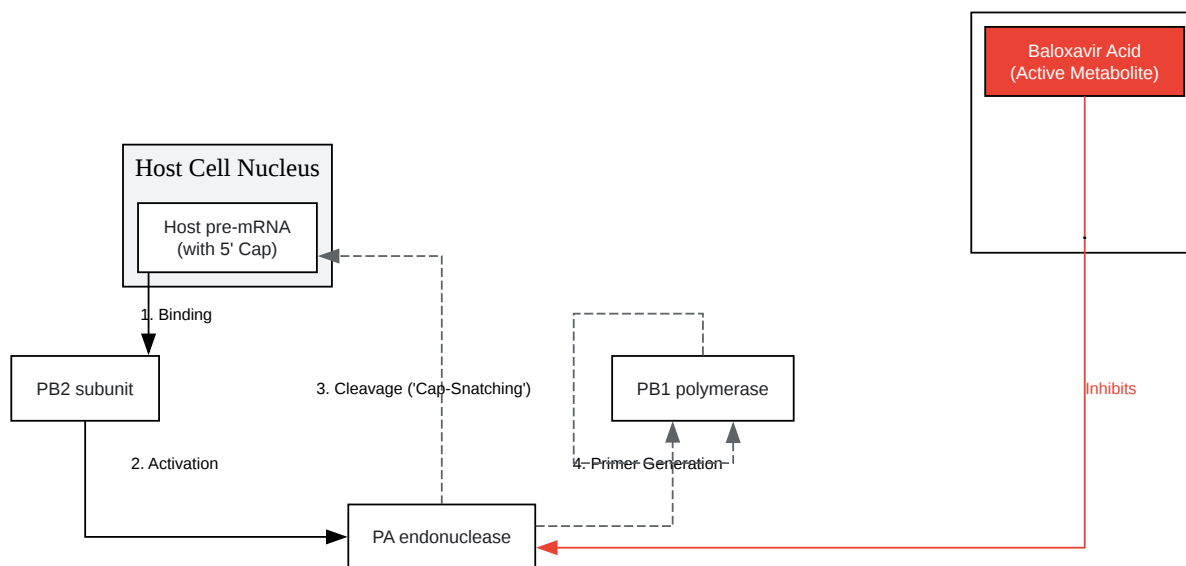 Baloxavir Acid
(Active Metabolite)
Host Cell Nucleus
Host pre-mRNA
(with 5' Cap)
1. Binding
PB2 subunit
3. Cleavage ('Cap-Snatching')
PB1 polymerase
Inhibits
2. Activation
4. Primer Generation
PA endonuclease